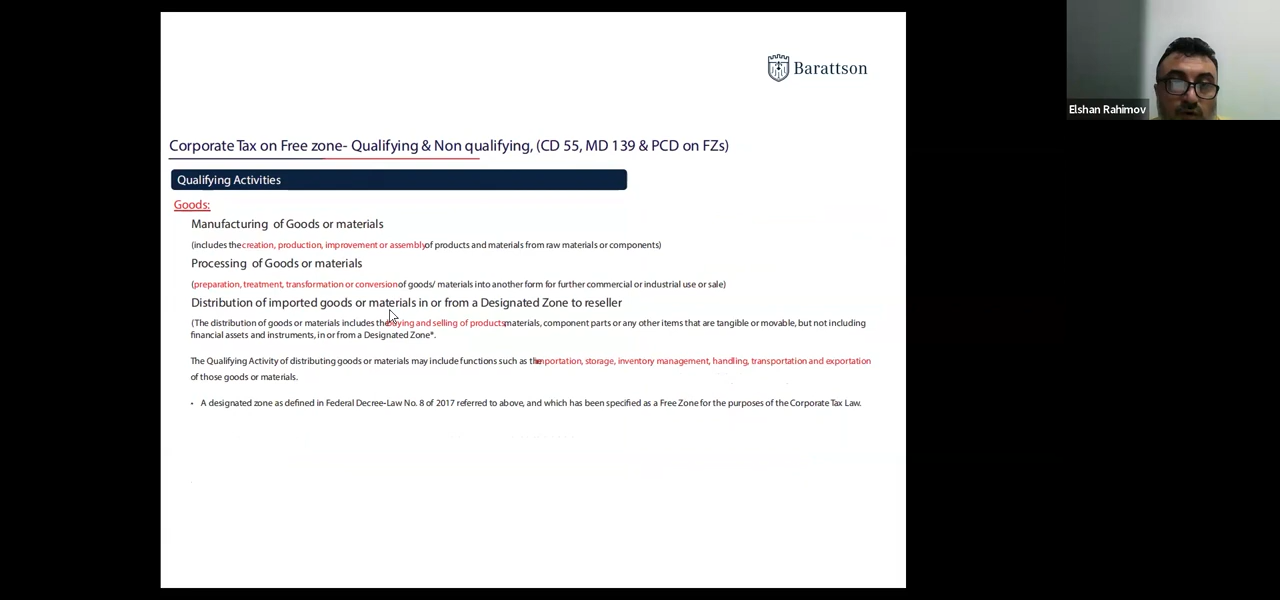 Barattson
Elshan Rahimov
Corporate Tax on Free zone- Qualifying & Non qualifying, (CD 55, MD 139 & PCD on FZs)
Qualifying Activities
Goods:
Manufacturing of Goods or materials
(includes the creation, production, improvement or assembly of products and materials from raw materials or components)
Processing of Goods or materials
(preparation, treatment, transformation or conversion of goods/ materials into another form for further commercial or industrial use or sale)
Distribution of imported goods or materials in or from a Designated Zone to reseller
(The distribution of goods or materials includes the buying and selling of products, materials, component parts or any other items that are tangible or movable, but not including
financial assets and instruments, in or from a Designated Zone*.
The Qualifying Activity of distributing goods or materials may include functions such as the importation, storage, inventory management, handling, transportation and exportation
of those goods or materials.
• A designated zone as defined in Federal Decree-Law No. 8 of 2017 referred to above, and which has been specified as a Free Zone for the purposes of the Corporate Tax Law.